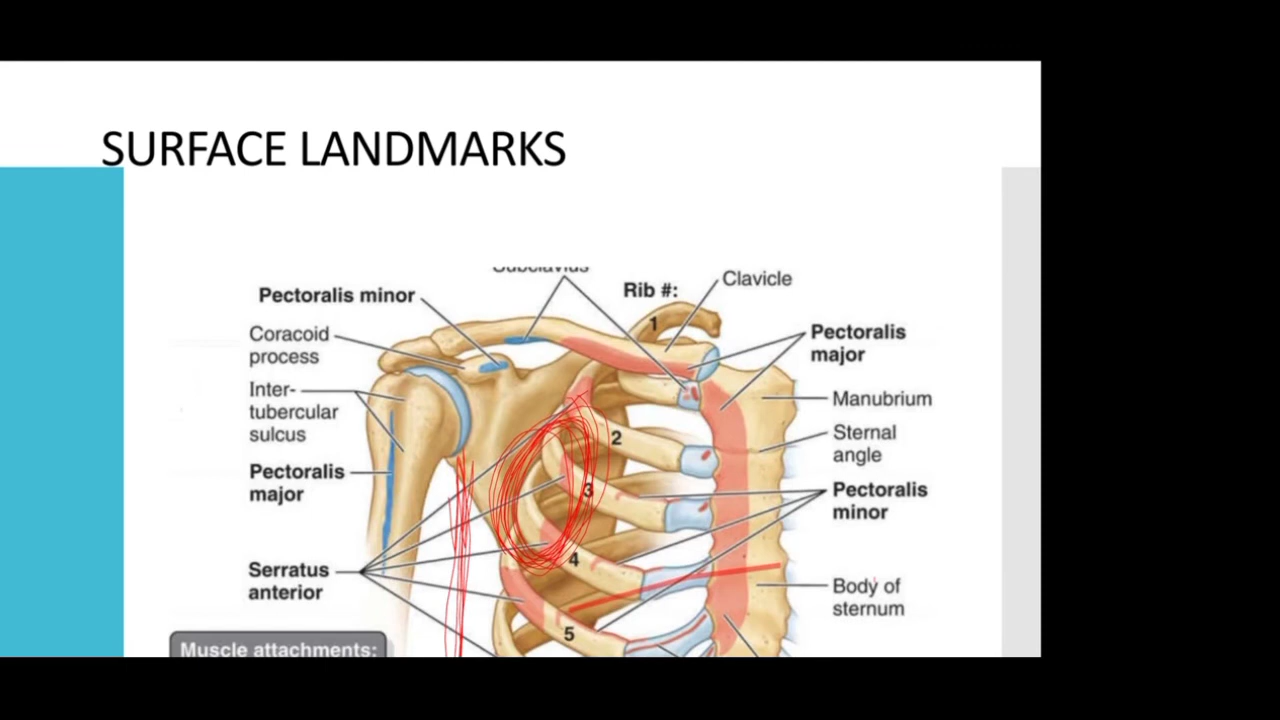 SURFACE LANDMARKS
Subclavius
Clavicle
Rib #:
Pectoralis minor
1
Coracoid
process
Pectoralis
major
Inter-
tubercular
sulcus
Manubrium
2
Sternal
angle
Pectoralis
major
3
Pectoralis
minor
4
Serratus
anterior
Body of
sternum
5
Muscle attachments: